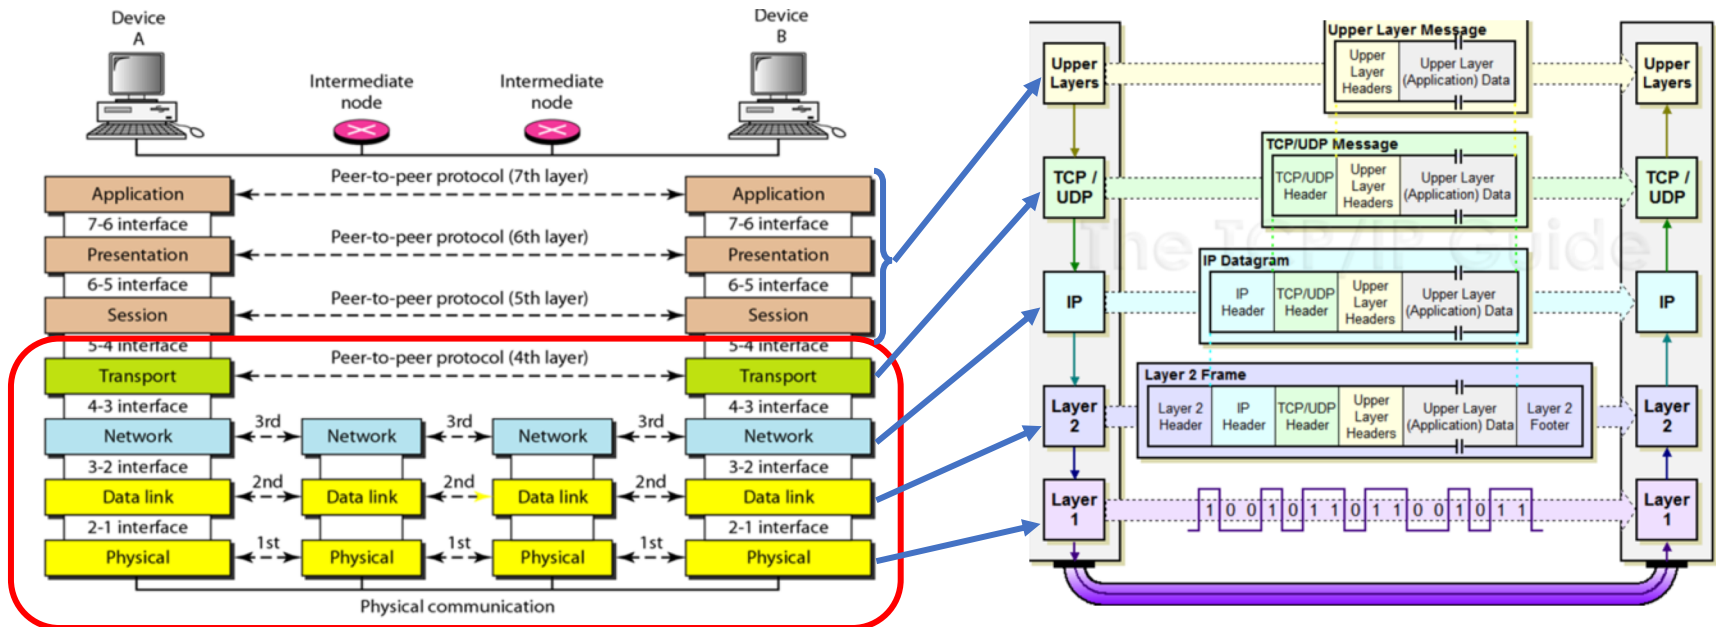 Device
A
Device
B
Intermediate
node
Intermediate
node
Application
Peer-to-peer protocol (7th layer)
Application
7-6 interface
7-6 interface
Presentation
Peer-to-peer protocol (6th layer)
Presentation
6-5 interface
6-5 interface
Session
Peer-to-peer protocol (5th layer)
Session
5-4 interface
5-4 interface
Transport
Peer-to-peer protocol (4th layer)
Transport
4-3 interface
4-3 interface
Network
3rd
Network
3rd
Network
3rd
Network
3-2 interface
3-2 interface
Data link
2nd
Data link
2nd
Data link
2nd
Data link
2-1 interface
2-1 interface
Physical
1st
Physical
1st
Physical
1st
Physical
Physical communication
Upper Layer Message
Upper
Layers
Upper
Layer
Headers
Upper Layer
(Application) Data
Upper
Layers
TCP/UDP Message
TCP /
UDP
TCP/UDP
Header
Upper
Layer
Headers
Upper Layer
(Application) Data
TCP /
UDP
The TCP/IP Guide
IP Datagram
IP
IP
Header
TCP/UDP
Header
Upper
Layer
Headers
Upper Layer
(Application) Data
IP
Layer 2 Frame
Layer
2
Layer 2
Header
IP
Header
TCP/UDP
Header
Upper
Layer
Headers
Upper Layer
(Application) Data
Layer 2
Footer
Layer
2
Layer
1
1 0 0 1 0 1 1 0 1 1 0 0 1 0 1 1
Layer
1